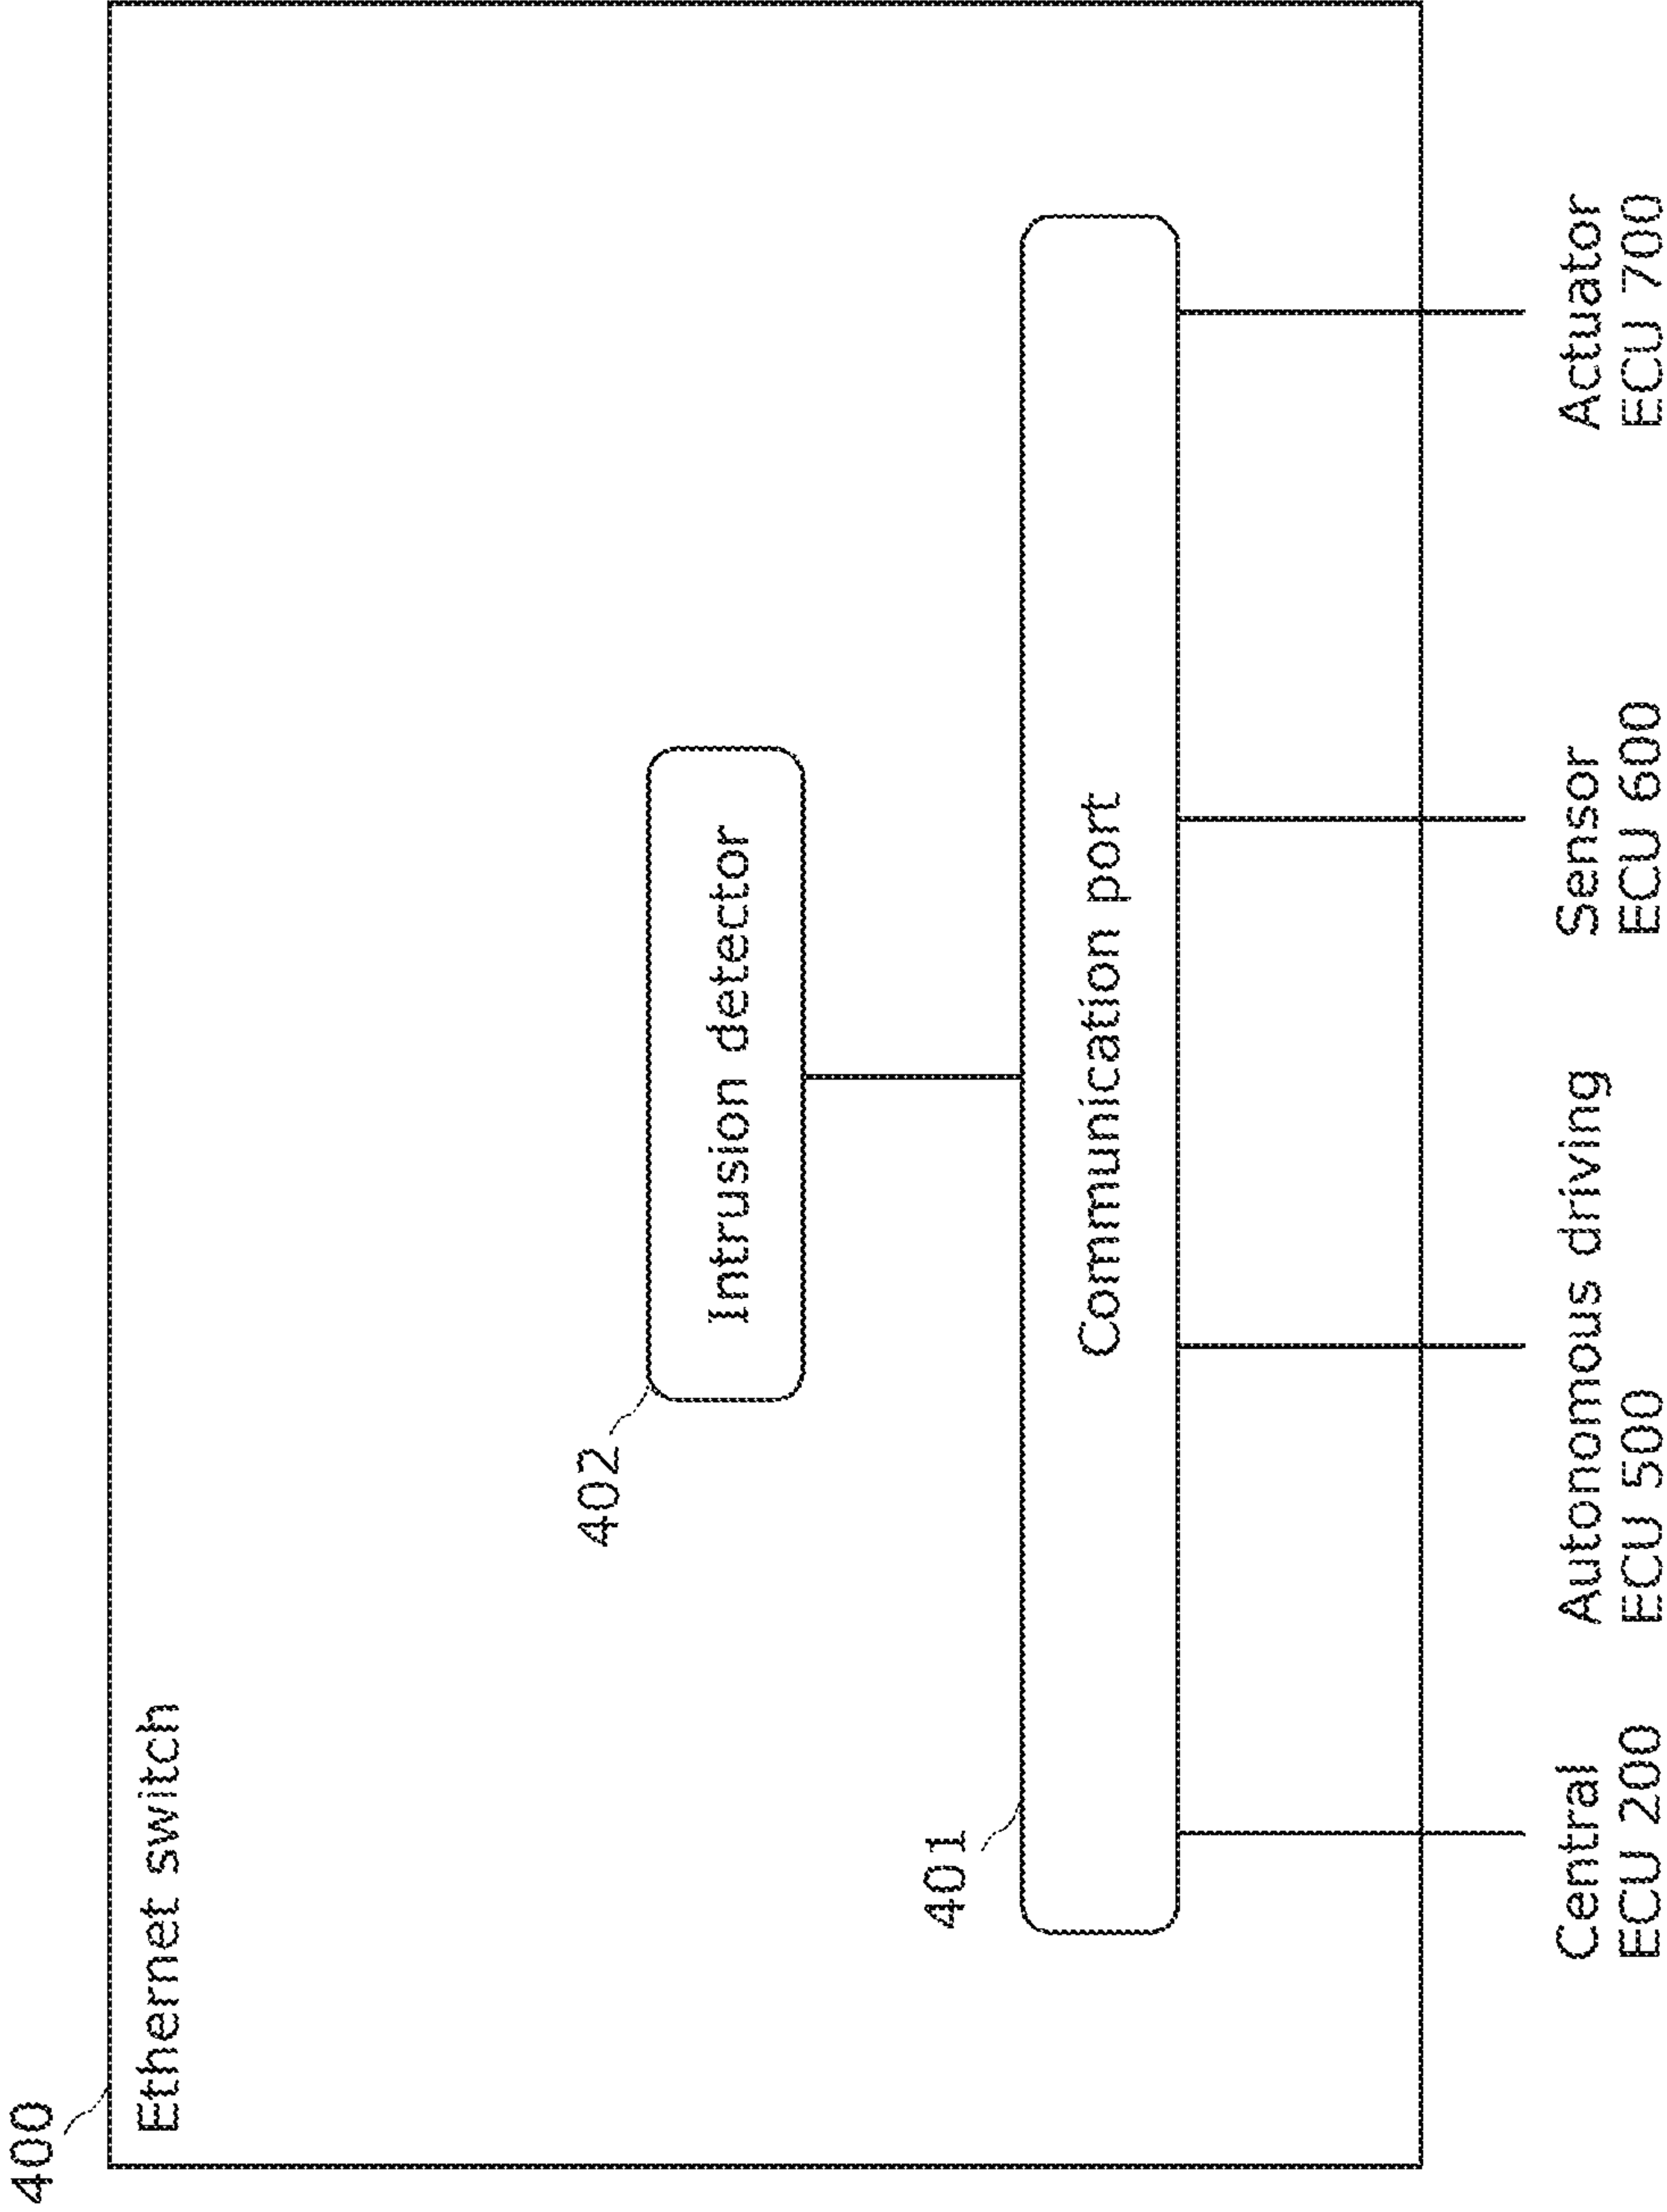 400
Ethernet switch
402
Intrusion detector
401
Communication port
Central
ECU 200
Autonomous driving
ECU 500
Sensor
ECU 600
Actuator
ECU 700